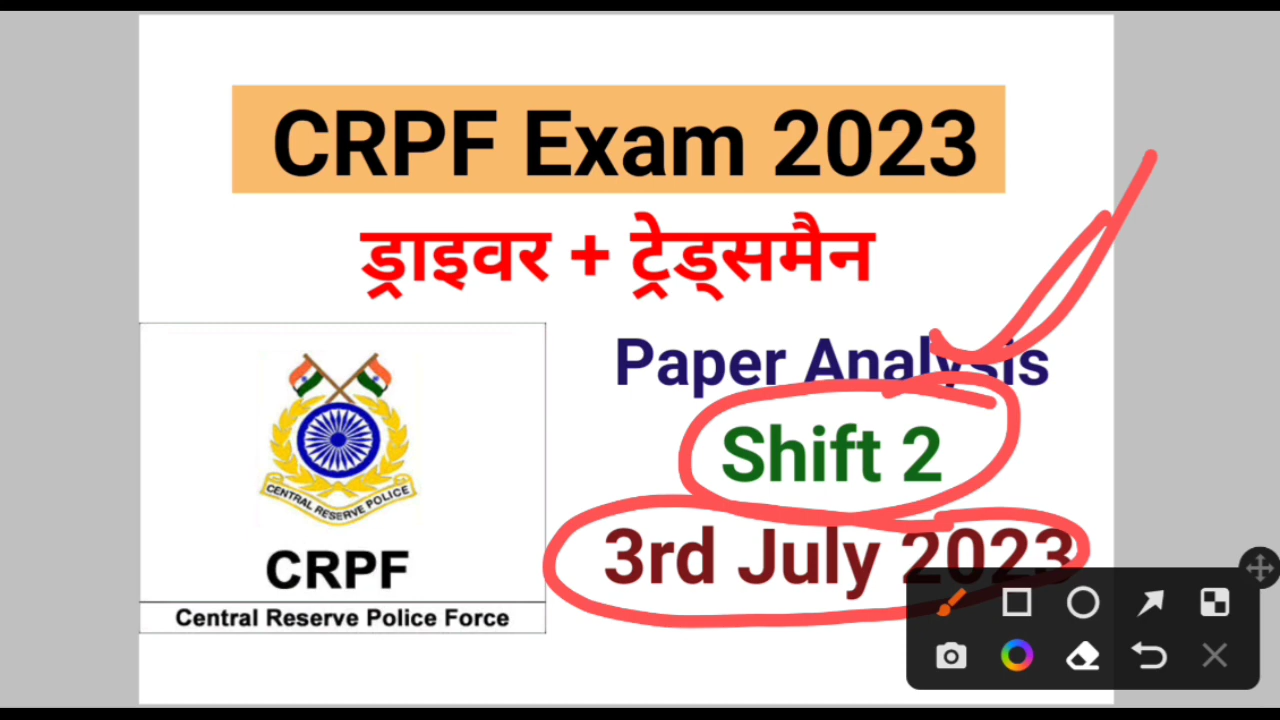 CRPF Exam 2023
ड्राइवर + ट्रेड्समैन
Paper Analysis
Shift 2
3rd July 2023
CENTRAL RESERVE POLICE
CRPF
Central Reserve Police Force